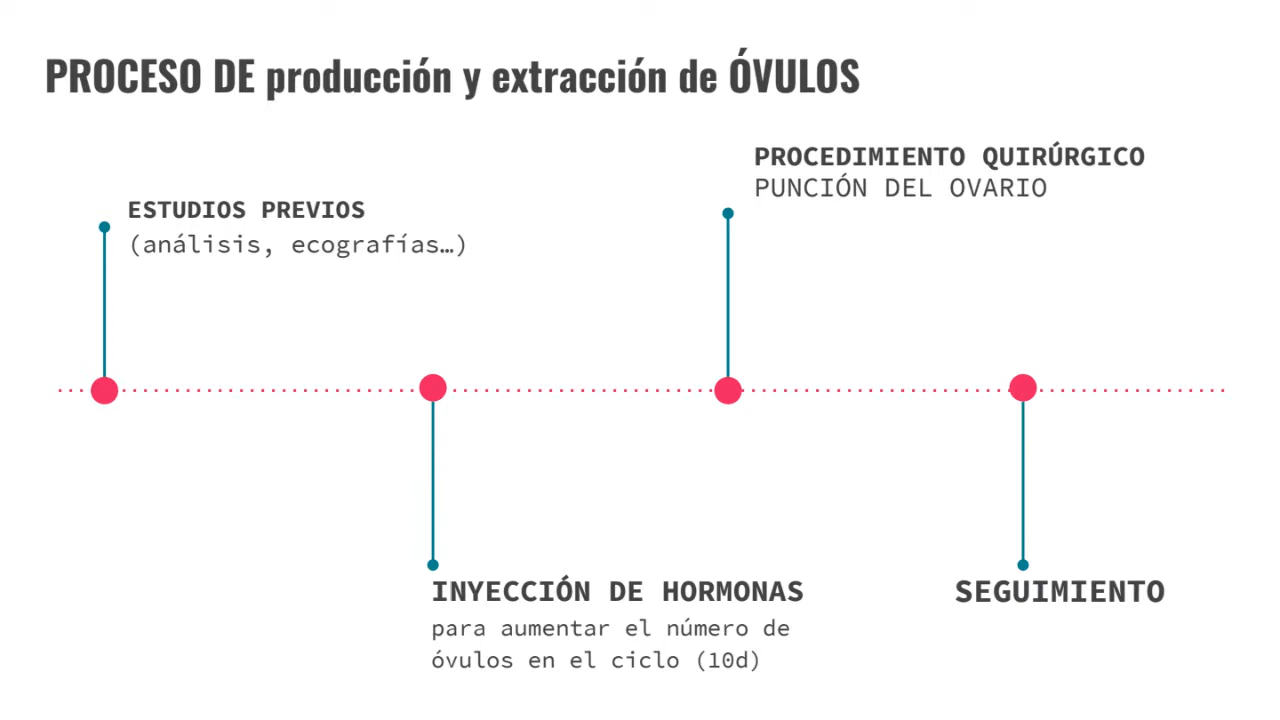 PROCESO DE producción y extracción de ÓVULOS
ESTUDIOS PREVIOS
(análisis, ecografías…)
INYECCIÓN DE HORMONAS
para aumentar el número de
óvulos en el ciclo (10d)
PROCEDIMIENTO QUIRÚRGICO
PUNCIÓN DEL OVARIO
SEGUIMIENTO